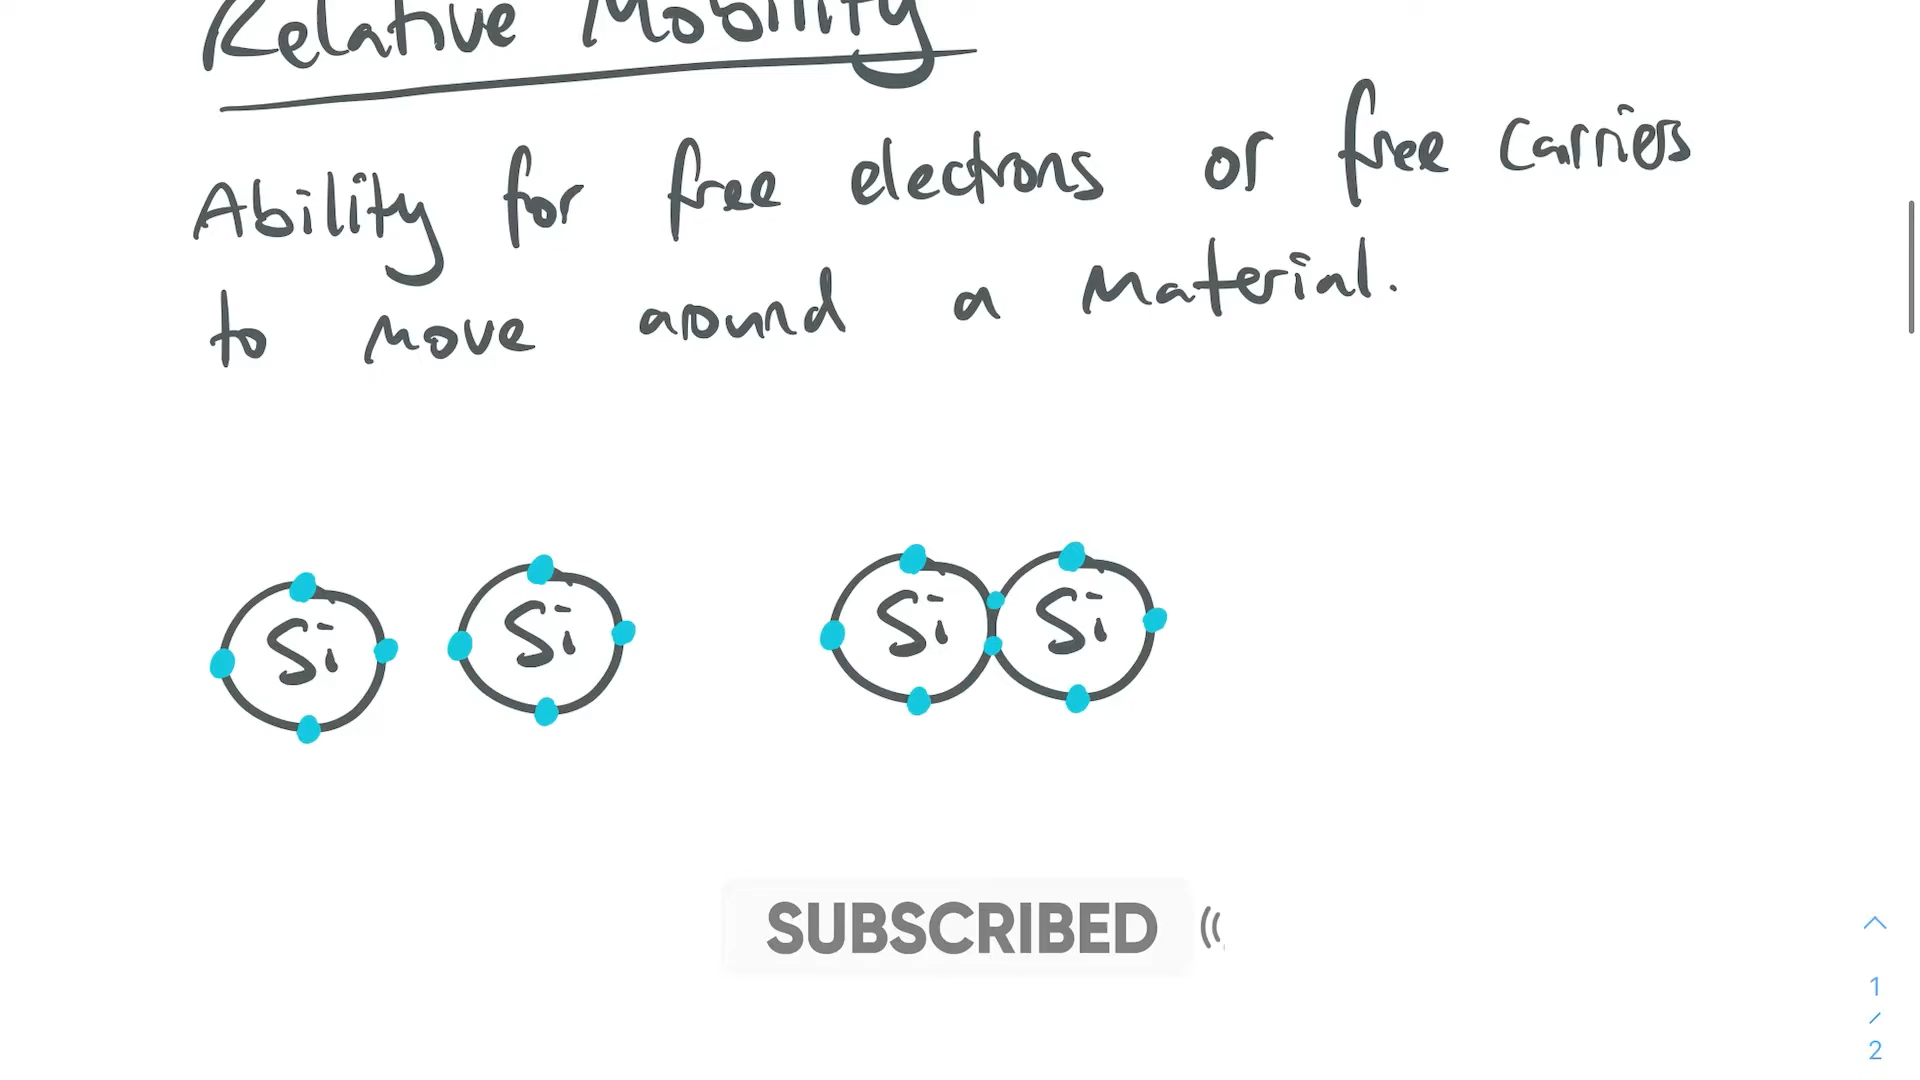 Relative Mobility
Ability for free electrons or free carriers
to move around a material.
Si Si Si Si
SUBSCRIBED
1
/
2